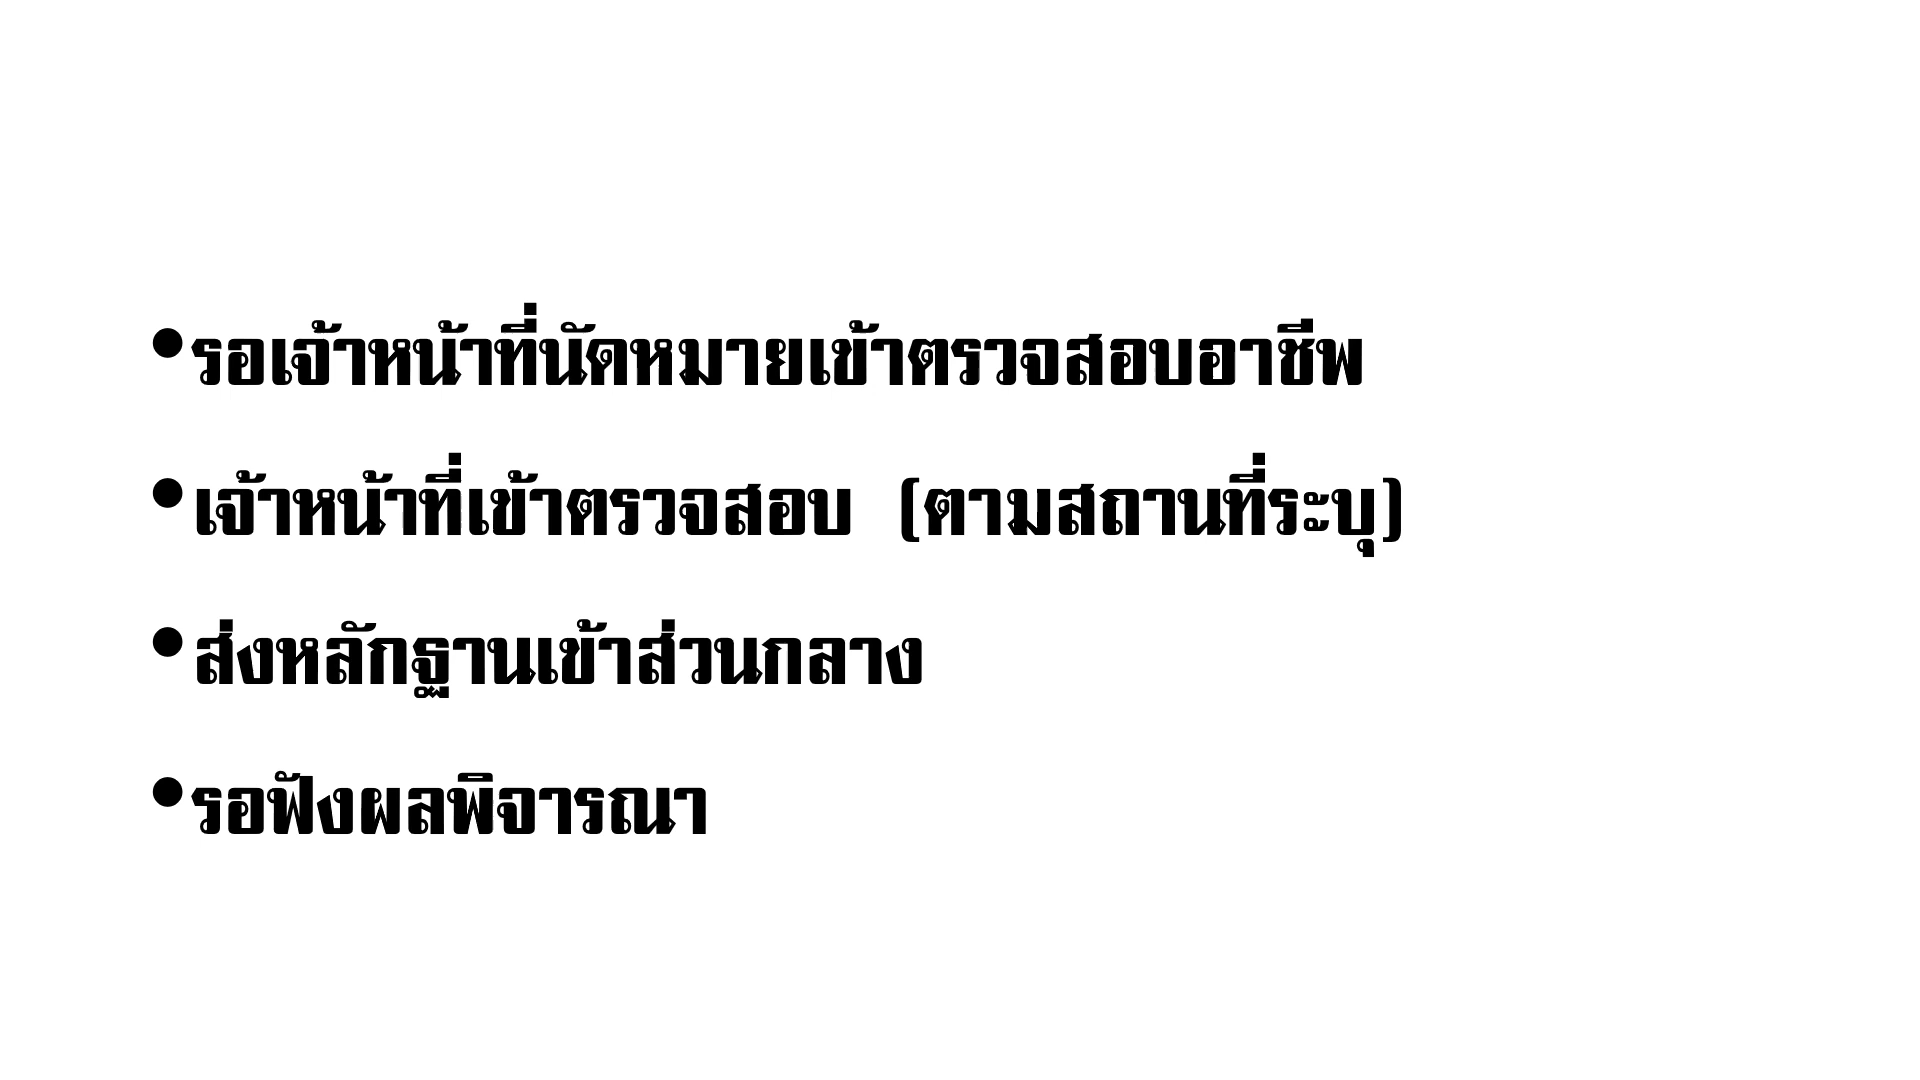 •รอเจ้าหน้าที่นัดหมายเข้าตรวจสอบอาชีพ
•เจ้าหน้าที่เข้าตรวจสอบ (ตามสถานที่ระบุ)
•ส่งหลักฐานเข้าส่วนกลาง
•รอฟังผลพิจารณา